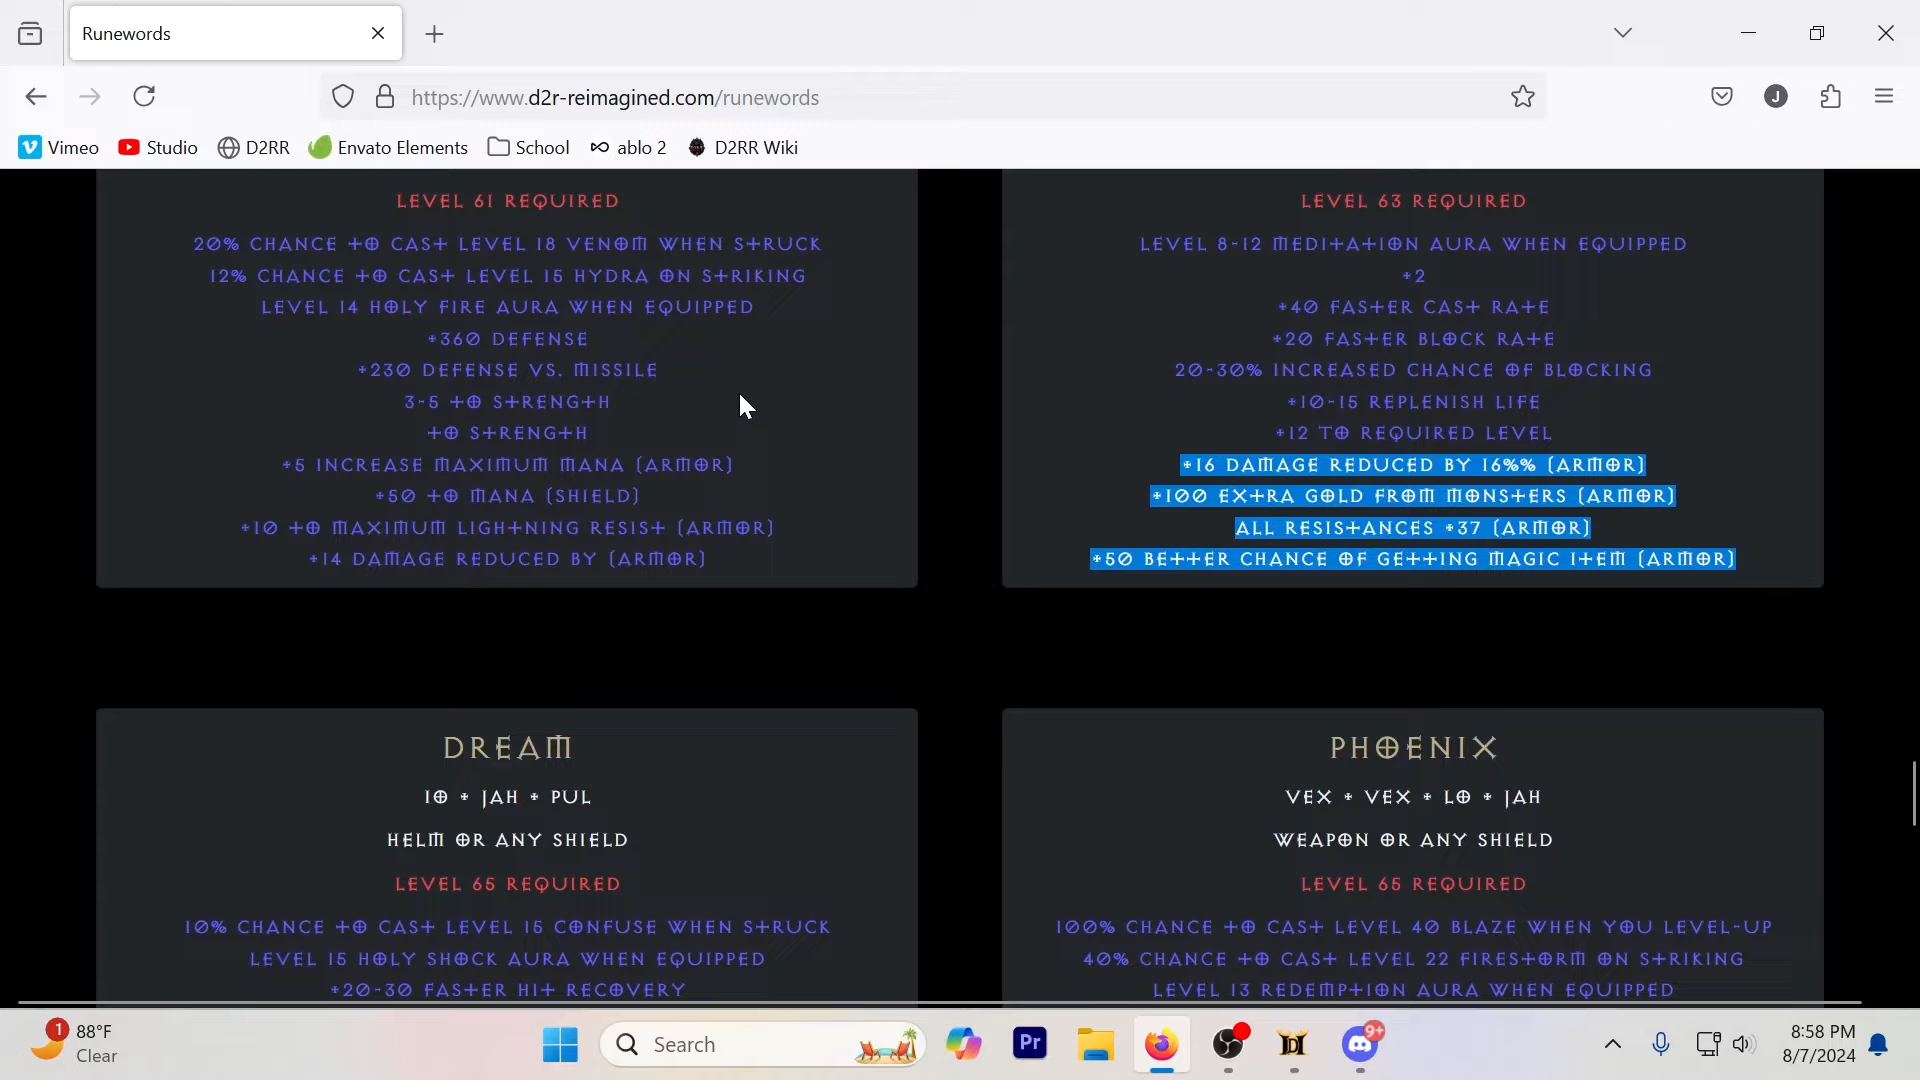 Runewords
https://www.d2r-reimagined.com/runewords
Vimeo
Studio
D2RR
Envato Elements
School
ablo 2
D2RR Wiki
J
LEVEL 61 REQUIRED
20% CHANCE TO CAST LEVEL 18 VENOM WHEN STRUCK
12% CHANCE TO CAST LEVEL 15 HYDRA ON STRIKING
LEVEL 14 HOLY FIRE AURA WHEN EQUIPPED
+360 DEFENSE
+230 DEFENSE VS. MISSILE
3-5 TO STRENGTH
TO STRENGTH
+5 INCREASE MAXIMUM MANA (ARMOR)
+50 TO MANA (SHIELD)
+10 TO MAXIMUM LIGHTNING RESIST (ARMOR)
+14 DAMAGE REDUCED BY (ARMOR)
LEVEL 63 REQUIRED
LEVEL 8-12 MEDITATION AURA WHEN EQUIPPED
+2
+40 FASTER CAST RATE
+20 FASTER BLOCK RATE
20-30% INCREASED CHANCE OF BLOCKING
+10-15 REPLENISH LIFE
+12 TO REQUIRED LEVEL
+16 DAMAGE REDUCED BY 16%% (ARMOR)
+100 EXTRA GOLD FROM MONSTERS (ARMOR)
ALL RESISTANCES +37 (ARMOR)
+50 BETTER CHANCE OF GETTING MAGIC ITEM (ARMOR)
DREAM
IO + JAH + PUL
HELM OR ANY SHIELD
LEVEL 65 REQUIRED
10% CHANCE TO CAST LEVEL 15 CONFUSE WHEN STRUCK
LEVEL 15 HOLY SHOCK AURA WHEN EQUIPPED
+20-30 FASTER HIT RECOVERY
PHOENIX
VEX + VEX + LO + JAH
WEAPON OR ANY SHIELD
LEVEL 65 REQUIRED
100% CHANCE TO CAST LEVEL 40 BLAZE WHEN YOU LEVEL-UP
40% CHANCE TO CAST LEVEL 22 FIRESTORM ON STRIKING
LEVEL 13 REDEMPTION AURA WHEN EQUIPPED
1
88°F
Clear
Search
Pr
9+
8:58 PM
8/7/2024